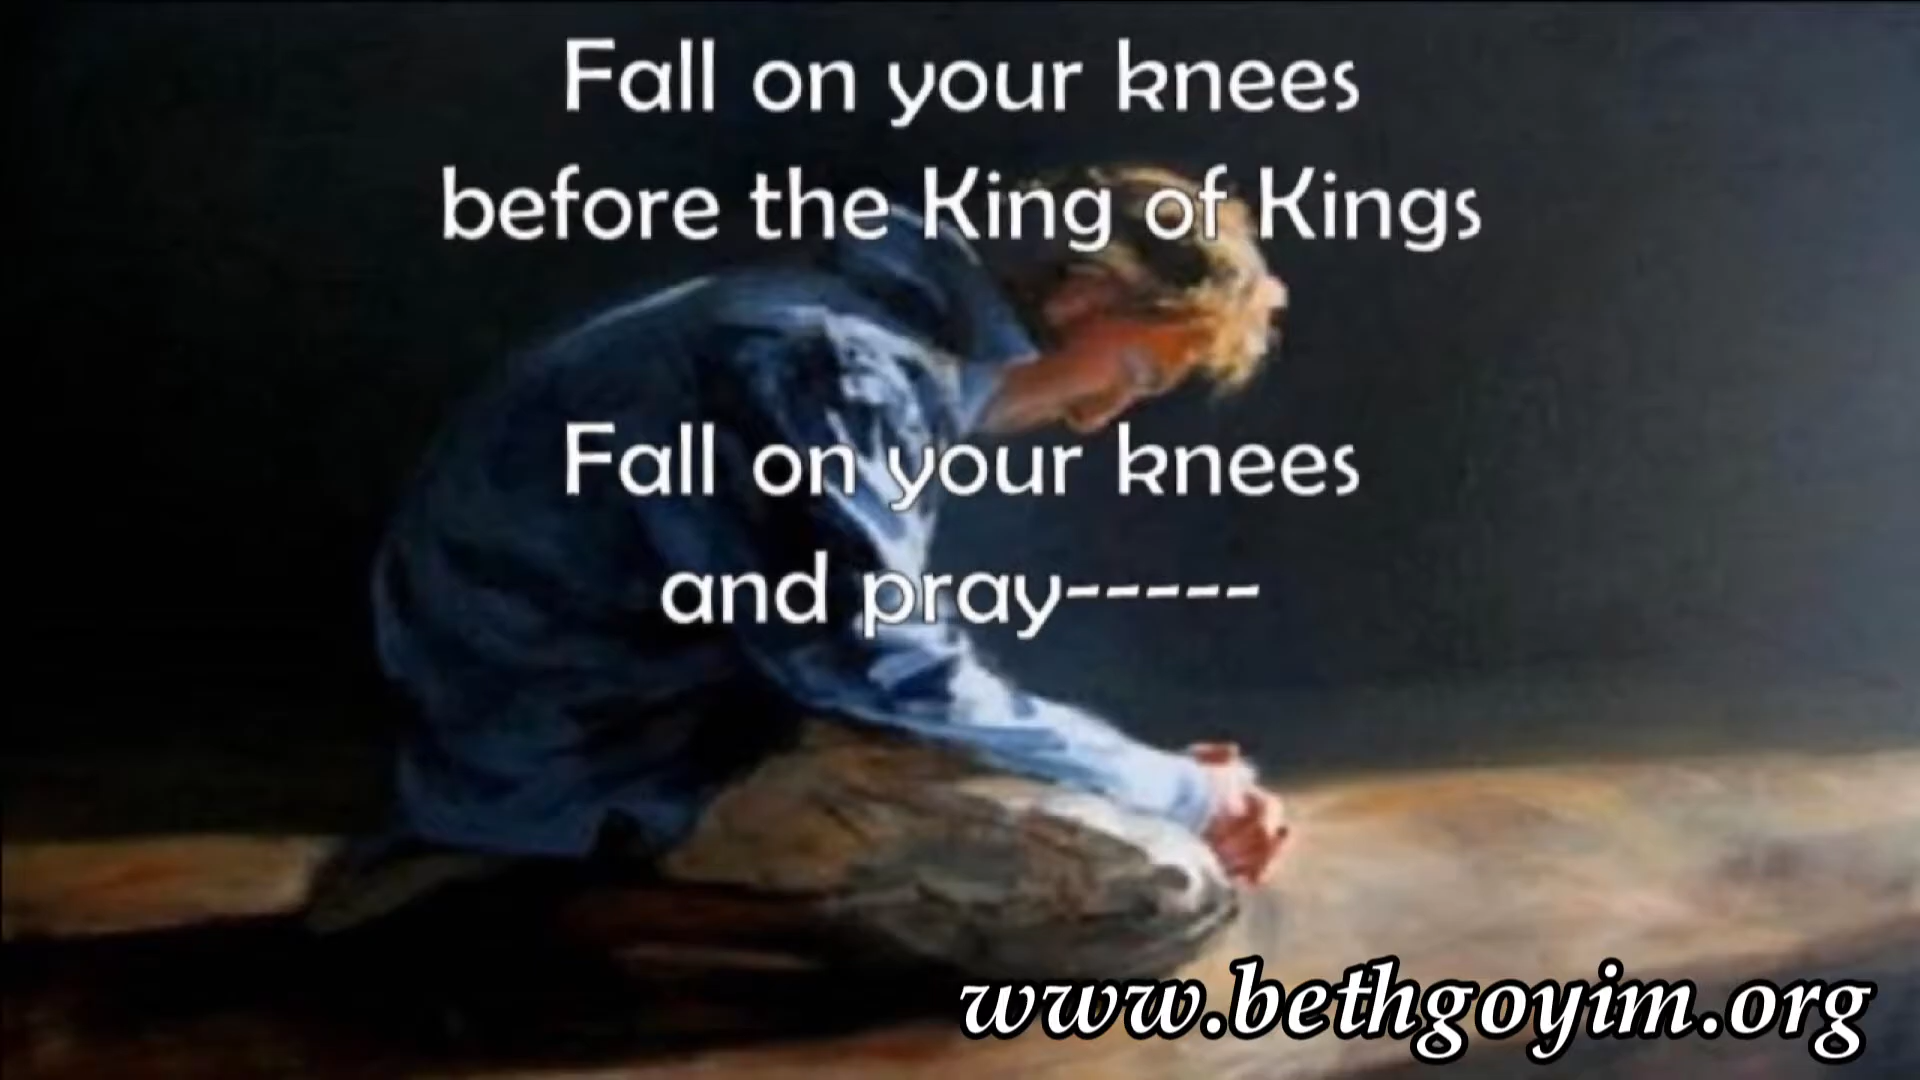 Fall on your knees
before the King of Kings
Fall on your knees
and pray-----
www.bethgoyim.org